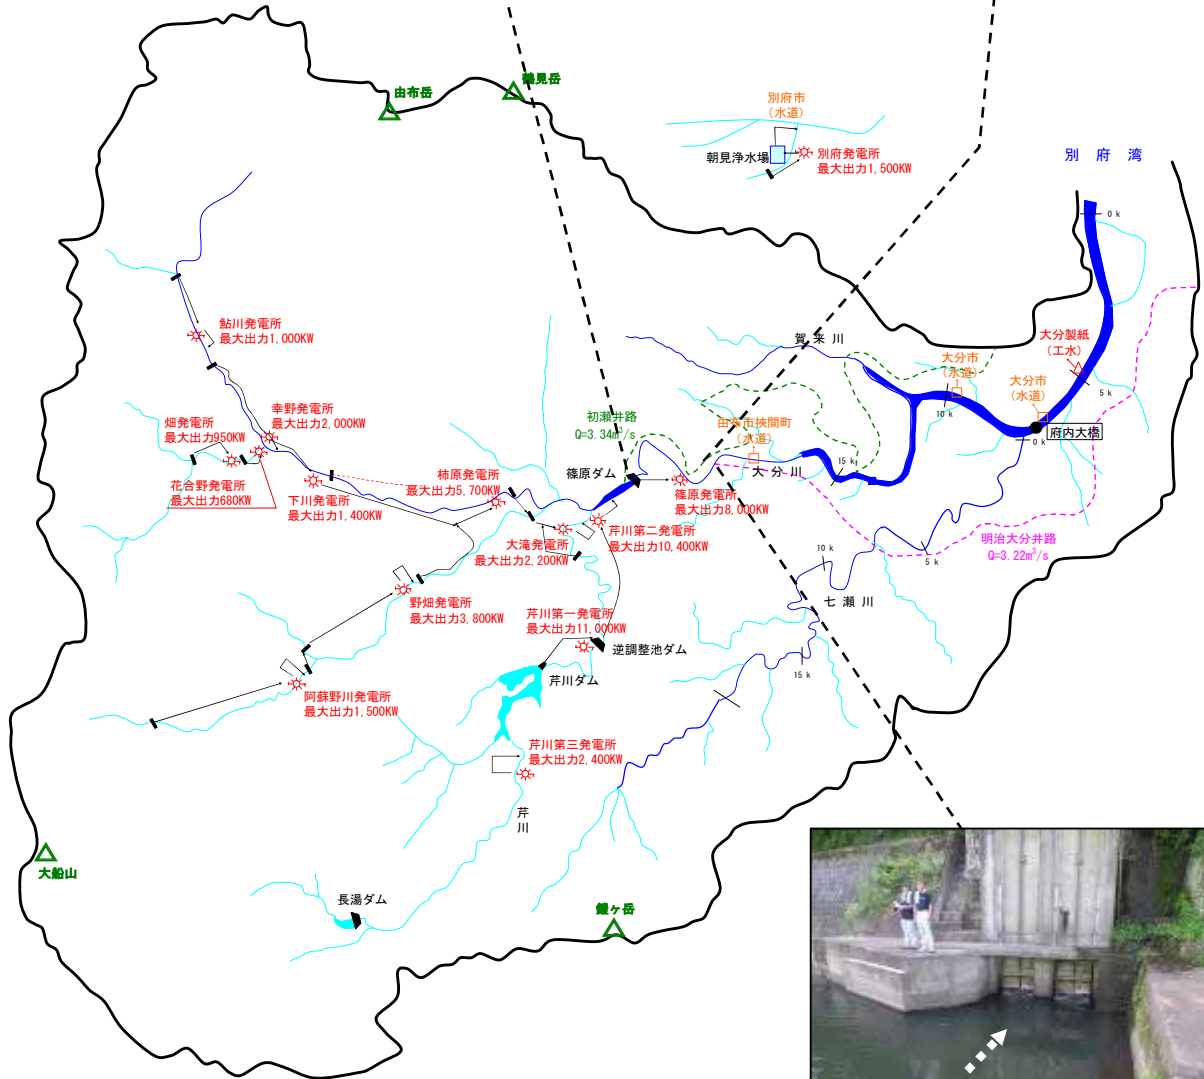 由布岳
鶴見岳
別府市
(水道)
朝見浄水場
別府発電所
最大出力1,500KW
別 府 湾
0 k
鮎川発電所
最大出力1,000KW
賀 来 川
大分製紙
(工水)
5 k
大分市
(水道)
10 k
大分市
(水道)
府内大橋
0 k
幸野発電所
最大出力2,000KW
畑発電所
最大出力950KW
花合野発電所
最大出力680KW
下川発電所
最大出力1,400KW
初瀬井路
Q=3.34m³/s
由布市挾間町
(水道)
15 k
大 分 川
柿原発電所
最大出力5,700KW
篠原ダム
篠原発電所
最大出力8,000KW
大滝発電所
最大出力2,200KW
芹川第二発電所
最大出力10,400KW
明治大分井路
Q=3.22m³/s
5 k
10 k
七 瀬 川
15 k
野畑発電所
最大出力3,800KW
芹川第一発電所
最大出力11,000KW
逆調整池ダム
芹川ダム
阿蘇野川発電所
最大出力1,500KW
芹川第三発電所
最大出力2,400KW
芹
川
大船山
長湯ダム
鎧ヶ岳